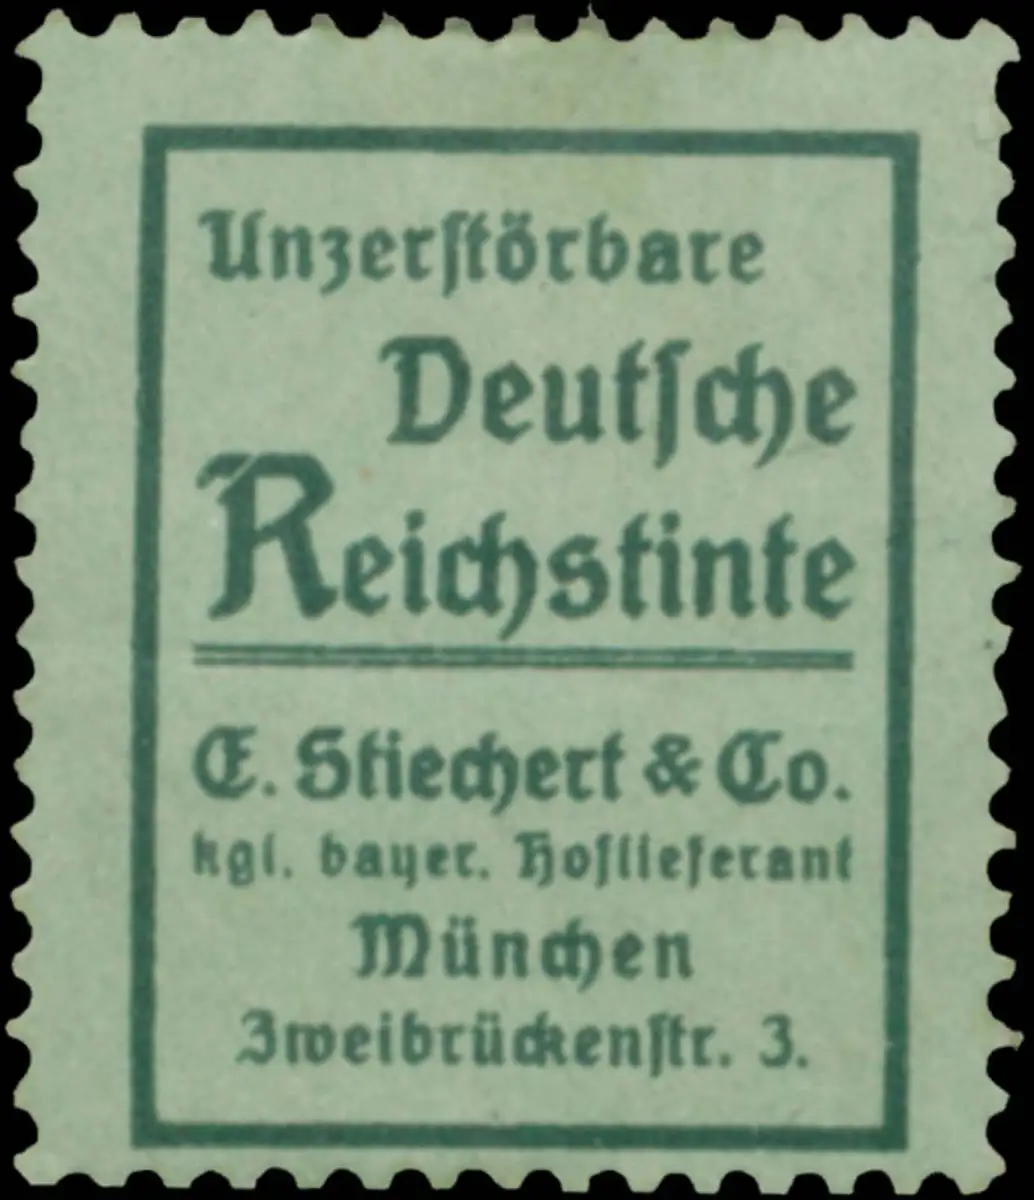 Unzerſtörbare
Deutſche
Reichstinte
E. Stiechert & Co.
kgl. bayer. Hoflieferant
München
Zweibrückenſtr. 3.